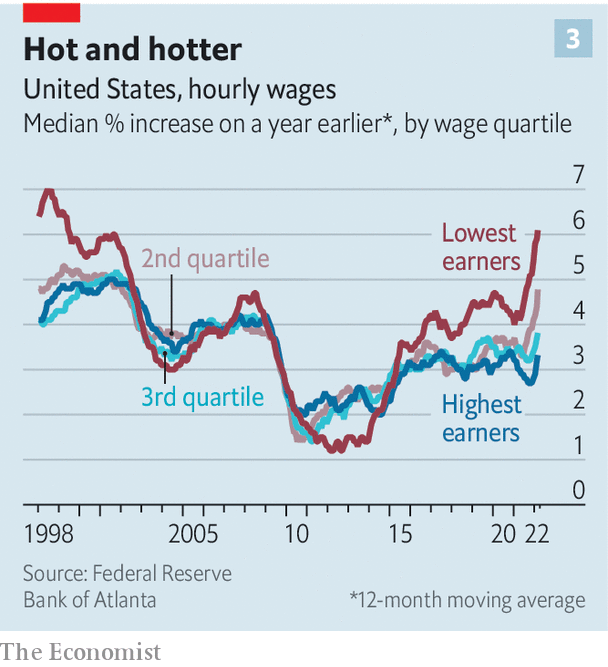 3
Hot and hotter
United States, hourly wages
Median % increase on a year earlier*, by wage quartile
7
6
5
4
3
2
1
0
Lowest
earners
2nd quartile
3rd quartile
Highest
earners
1998 2005 10 15 20 22
Source: Federal Reserve
Bank of Atlanta
*12-month moving average
The Economist